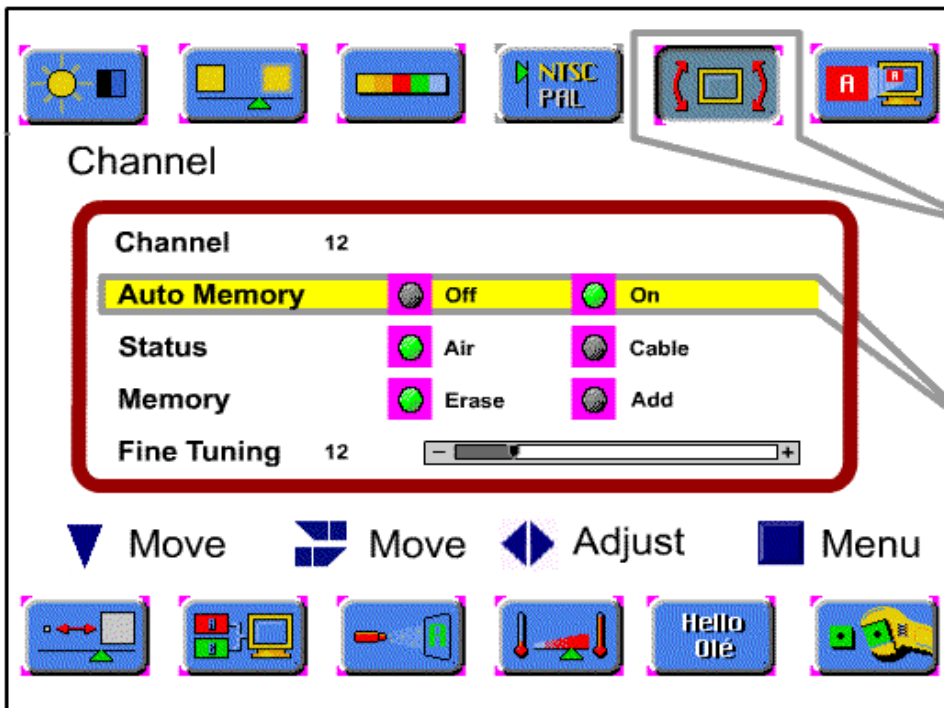 NTSC
PAL
A A
Channel
Channel 12
Auto Memory Off On
Status Air Cable
Memory Erase Add
Fine Tuning 12 - +
Move Move Adjust Menu
A
Hello
Olé